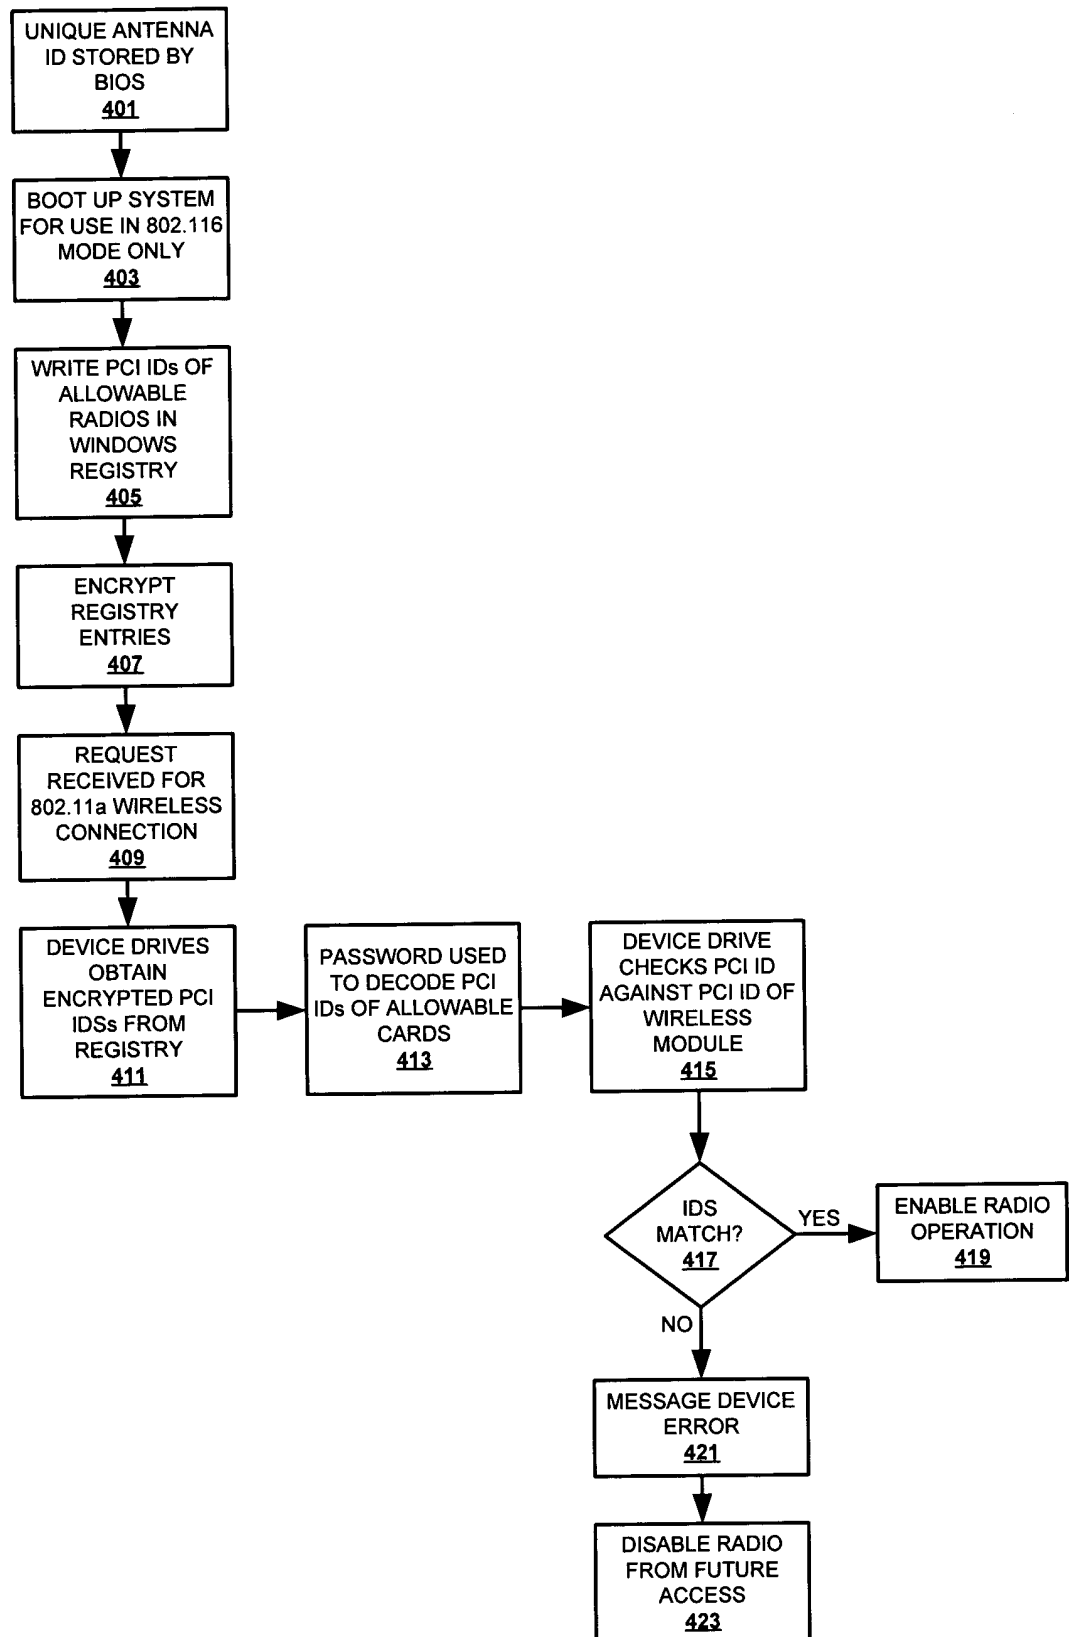 UNIQUE ANTENNA
ID STORED BY
BIOS
401
BOOT UP SYSTEM
FOR USE IN 802.116
MODE ONLY
403
WRITE PCI IDs OF
ALLOWABLE
RADIOS IN
WINDOWS
REGISTRY
405
ENCRYPT
REGISTRY
ENTRIES
407
REQUEST
RECEIVED FOR
802.11a WIRELESS
CONNECTION
409
DEVICE DRIVES
OBTAIN
ENCRYPTED PCI
IDSs FROM
REGISTRY
411
PASSWORD USED
TO DECODE PCI
IDs OF ALLOWABLE
CARDS
413
DEVICE DRIVE
CHECKS PCI ID
AGAINST PCI ID OF
WIRELESS
MODULE
415
IDS
MATCH?
417
YES
ENABLE RADIO
OPERATION
419
NO
MESSAGE DEVICE
ERROR
421
DISABLE RADIO
FROM FUTURE
ACCESS
423